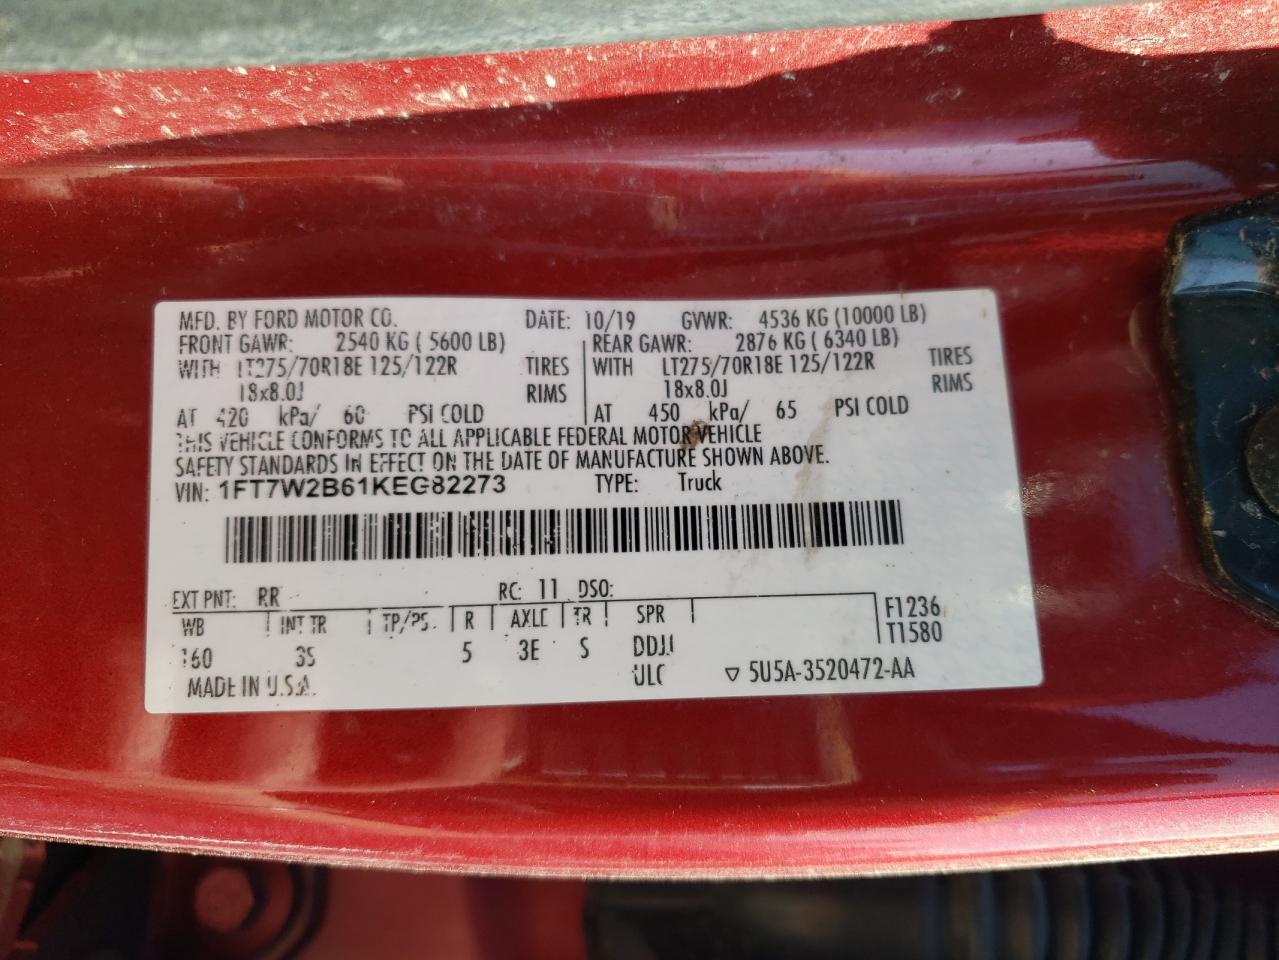 MFD. BY FORD MOTOR CO. DATE: 10/19 GVWR: 4536 KG (10000 LB)
FRONT GAWR: 2540 KG ( 5600 LB) REAR GAWR: 2876 KG ( 6340 LB)
WITH LT275/70R18E 125/122R TIRES WITH LT275/70R18E 125/122R TIRES
18x8.0J RIMS 18x8.0J RIMS
AT 420 kPa/ 60 PSI COLD AT 450 kPa/ 65 PSI COLD
THIS VEHICLE CONFORMS TO ALL APPLICABLE FEDERAL MOTOR VEHICLE
SAFETY STANDARDS IN EFFECT ON THE DATE OF MANUFACTURE SHOWN ABOVE.
VIN: 1FT7W2B61KEG82273 TYPE: Truck
EXT PNT: RR RC: 11 DSO:
WB INT TR TP/PS R AXLE TR SPR F1236
160 3S 5 3E S DDJJ T1580
MADE IN U.S.A. ULC ▽ 5U5A-3520472-AA